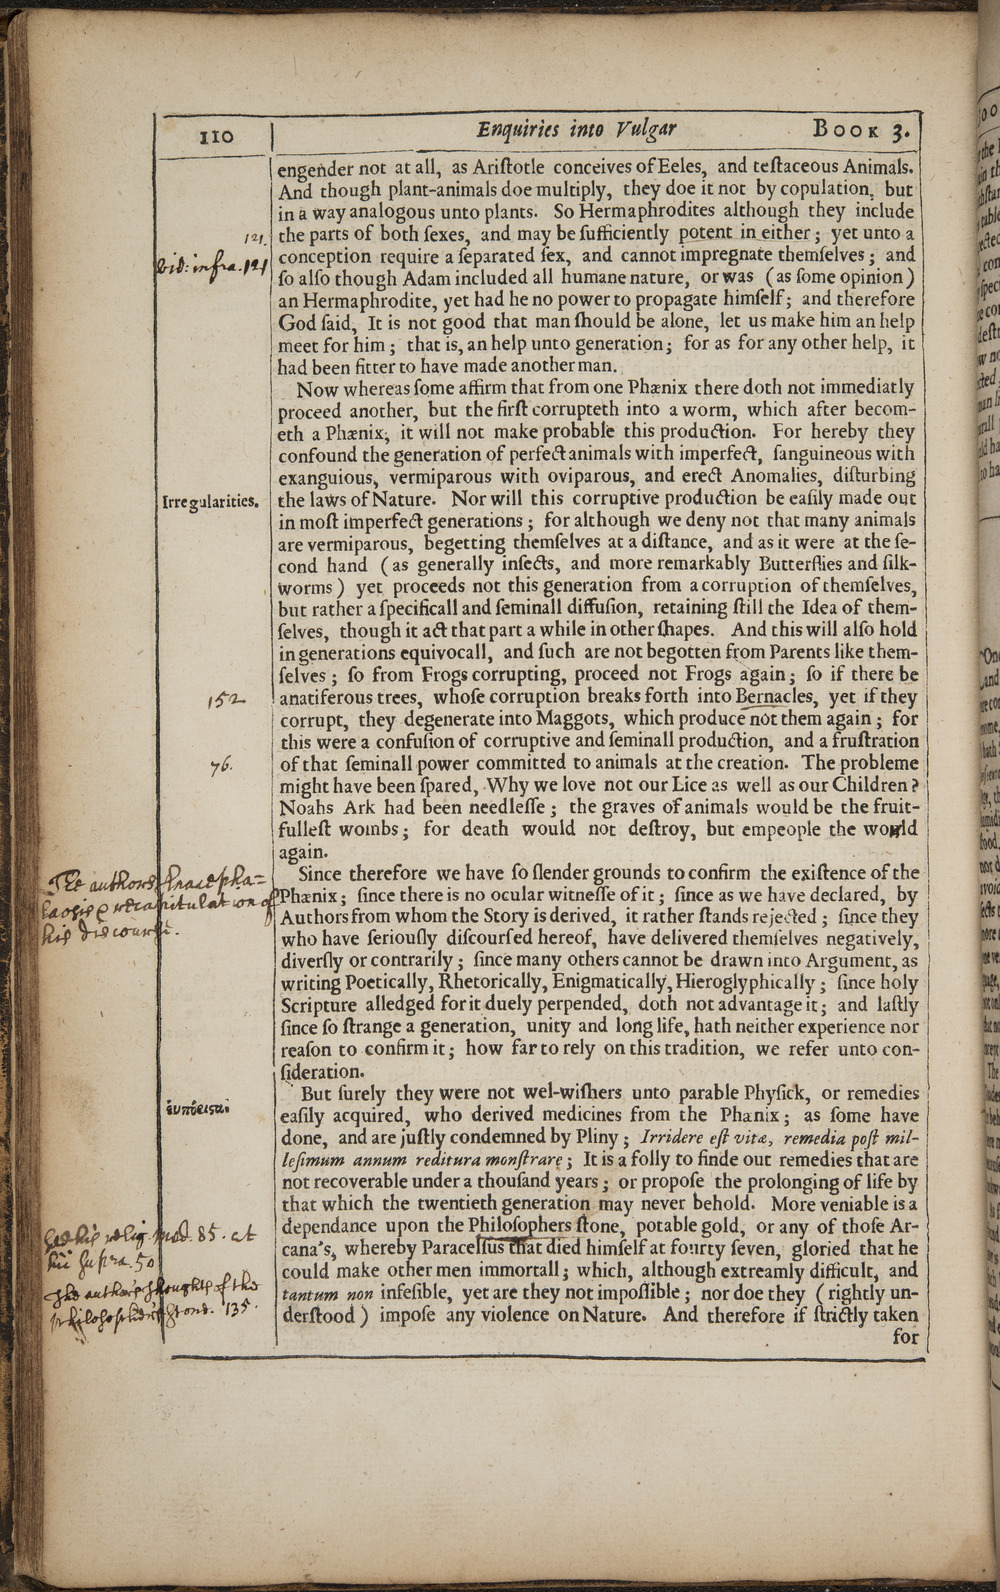 110
Enquiries into Vulgar
Book 3.
engender not at all, as Ariſtotle conceives of Eeles, and teſtaceous Animals.
And though plant-animals doe multiply, they doe it not by copulation, but
in a way analogous unto plants. So Hermaphrodites although they include
121.
the parts of both ſexes, and may be ſufficiently potent in either; yet unto a
vid: infra. 121
conception require a ſeparated ſex, and cannot impregnate themſelves; and
ſo alſo though Adam included all humane nature, or was (as ſome opinion)
an Hermaphrodite, yet had he no power to propagate himſelf; and therefore
God ſaid, It is not good that man ſhould be alone, let us make him an help
meet for him; that is, an help unto generation; for as for any other help, it
had been fitter to have made another man.
Now whereas ſome affirm that from one Phænix there doth not immediatly
proceed another, but the firſt corrupteth into a worm, which after becom-
eth a Phænix, it will not make probable this production. For hereby they
confound the generation of perfect animals with imperfect, ſanguineous with
exanguious, vermiparous with oviparous, and erect Anomalies, diſturbing
Irregularities.
the laws of Nature. Nor will this corruptive production be eaſily made out
in moſt imperfect generations; for although we deny not that many animals
are vermiparous, begetting themſelves at a diſtance, and as it were at the ſe-
cond hand (as generally inſects, and more remarkably Butterflies and ſilk-
worms) yet proceeds not this generation from a corruption of themſelves,
but rather a ſpecificall and ſeminall diffuſion, retaining ſtill the Idea of them-
ſelves, though it act that part a while in other ſhapes. And this will alſo hold
in generations equivocall, and ſuch are not begotten from Parents like them-
ſelves; ſo from Frogs corrupting, proceed not Frogs again; ſo if there be
152
anatiferous trees, whoſe corruption breaks forth into Bernacles, yet if they
corrupt, they degenerate into Maggots, which produce not them again; for
this were a confuſion of corruptive and ſeminall production, and a fruſtration
76.
of that ſeminall power committed to animals at the creation. The probleme
might have been ſpared, Why we love not our Lice as well as our Children?
Noahs Ark had been needleſſe; the graves of animals would be the fruit-
fulleſt wombs; for death would not deſtroy, but empeople the world
again.
Since therefore we have ſo ſlender grounds to confirm the exiſtence of the
The authors Anacepha=
laosis & recapitulation of
his discourse.
Phænix; ſince there is no ocular witneſſe of it; ſince as we have declared, by
Authors from whom the Story is derived, it rather ſtands rejected; ſince they
who have ſeriouſly diſcourſed hereof, have delivered themſelves negatively,
diverſly or contrarily; ſince many others cannot be drawn into Argument, as
writing Poetically, Rhetorically, Enigmatically, Hieroglyphically; ſince holy
Scripture alledged for it duely perpended, doth not advantage it; and laſtly
ſince ſo ſtrange a generation, unity and long life, hath neither experience nor
reaſon to confirm it; how far to rely on this tradition, we refer unto con-
ſideration.
But ſurely they were not wel-wiſhers unto parable Phyſick, or remedies
eaſily acquired, who derived medicines from the Phænix; as ſome have
done, and are juſtly condemned by Pliny; Irridere eſt vitæ, remedia poſt mil-
leſimum annum reditura monſtrare; It is a folly to finde out remedies that are
not recoverable under a thouſand years; or propoſe the prolonging of life by
that which the twentieth generation may never behold. More veniable is a
dependance upon the Philoſophers ſtone, potable gold, or any of thoſe Ar-
See his relig. med. 85. at
hic supra. 50
cana's, whereby Paracelſus that died himſelf at fourty ſeven, gloried that he
could make other men immortall; which, although extreamly difficult, and
The authors thoughts of the
philosophers stone. 135.
tantum non infeſible, yet are they not impoſſible; nor doe they (rightly un-
derſtood) impoſe any violence on Nature. And therefore if ſtrictly taken
for